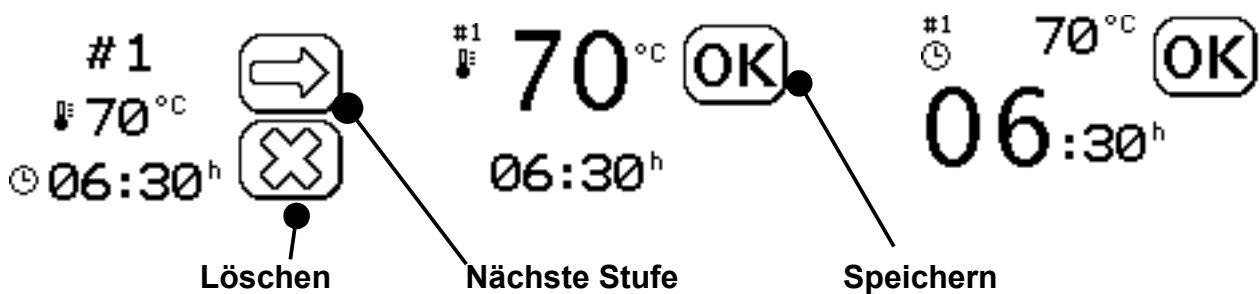 #1
70°C
06:30h
#1
70°C
OK
06:30h
#1
70°C
OK
06:30h
Löschen
Nächste Stufe
Speichern